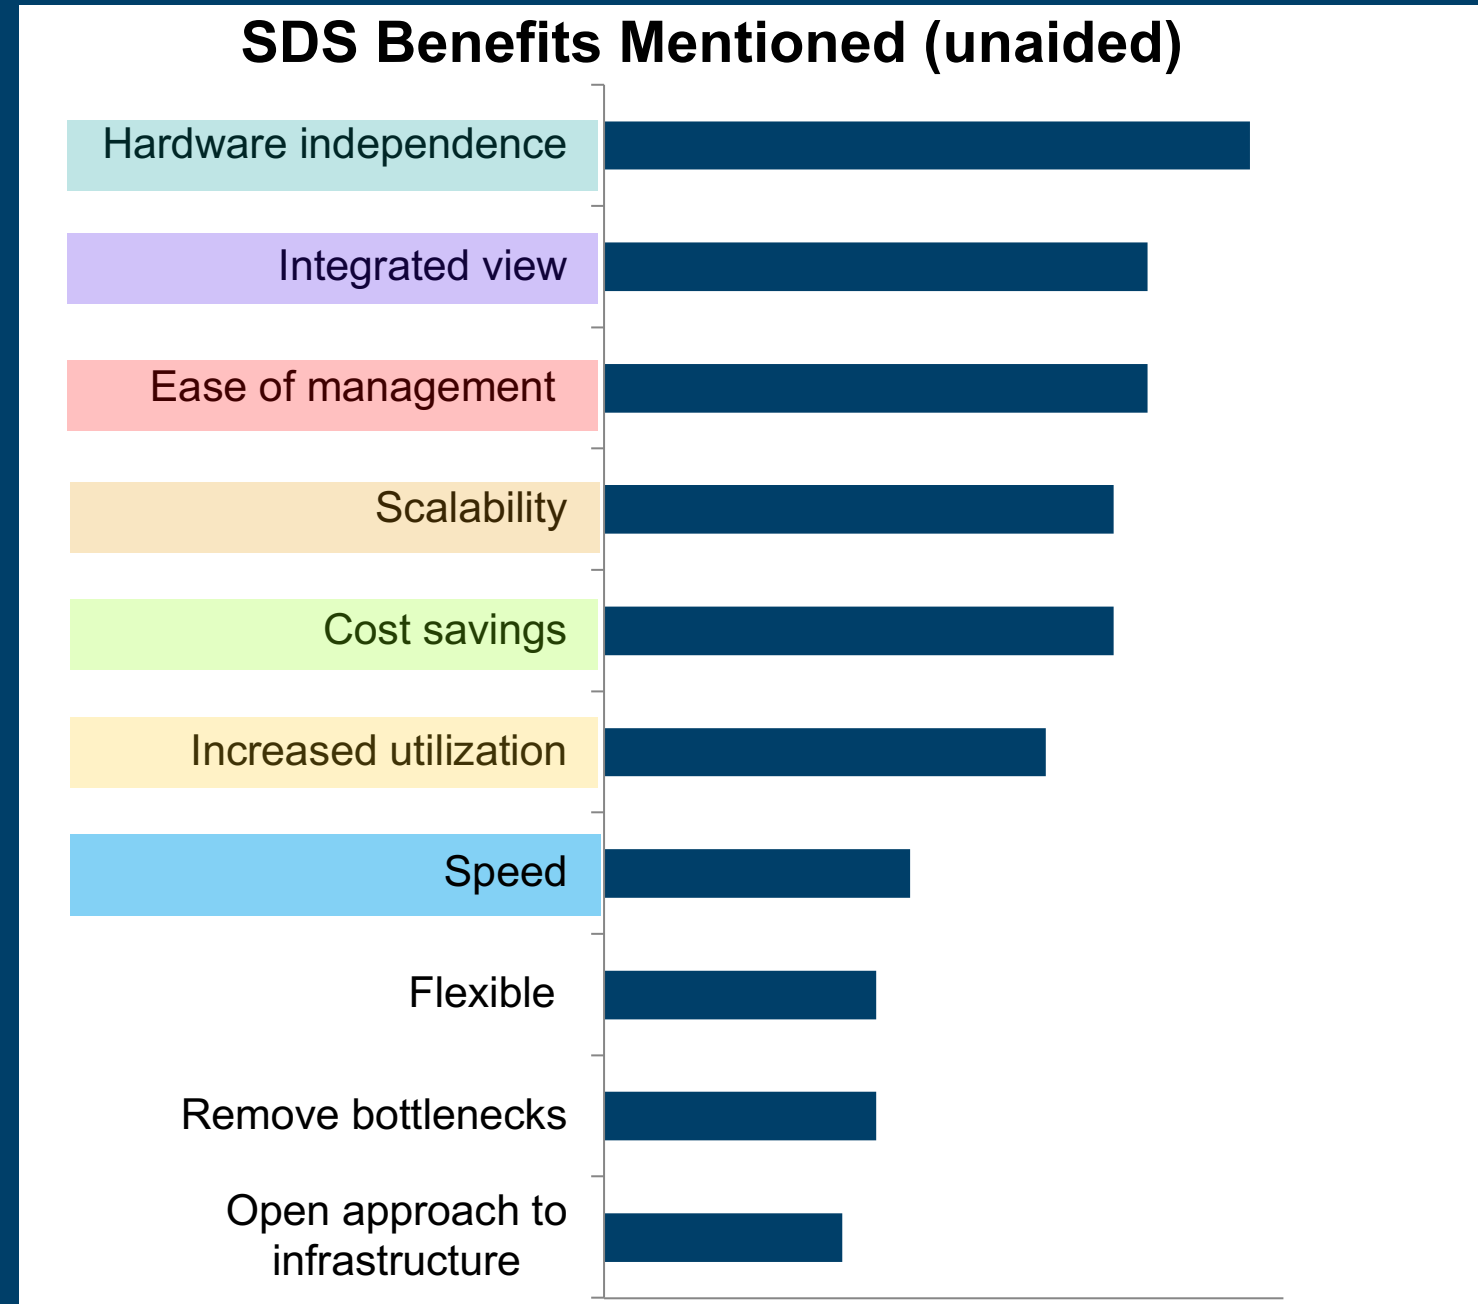 SDS Benefits Mentioned (unaided)
Hardware independence
Integrated view
Ease of management
Scalability
Cost savings
Increased utilization
Speed
Flexible
Remove bottlenecks
Open approach to
infrastructure